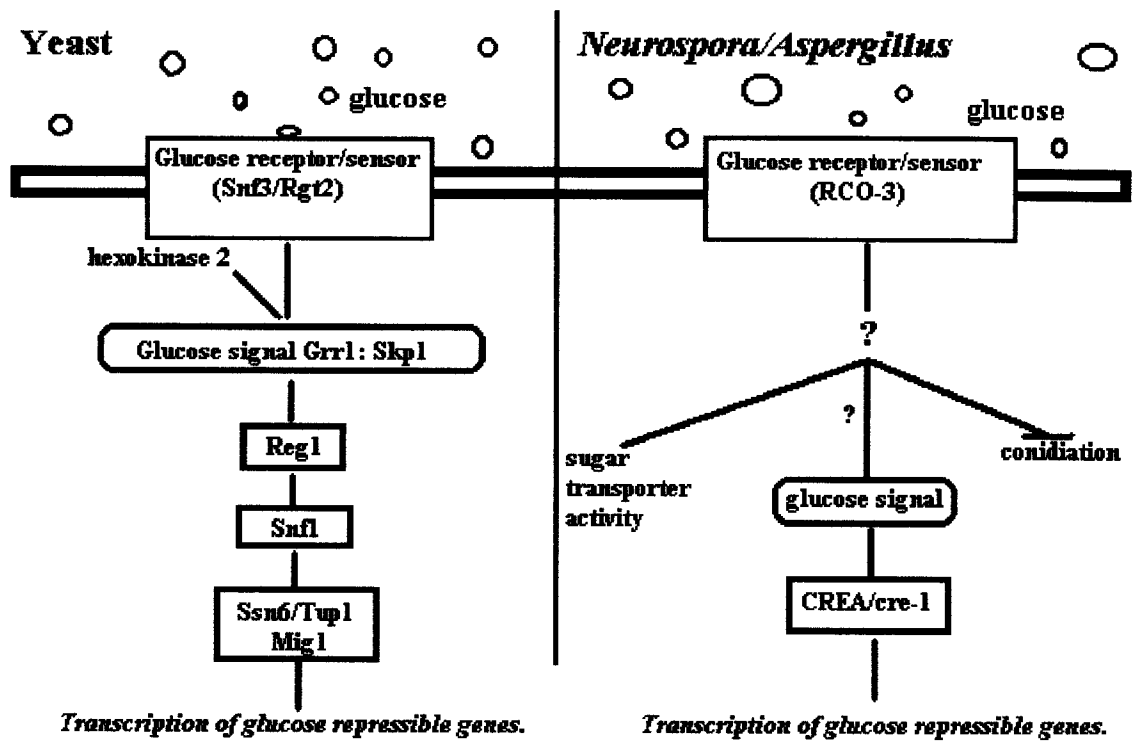 Yeast
glucose
Glucose receptor/sensor
(Snf3/Rgt2)
hexokinase 2
Glucose signal Grr1 : Skp1
Reg1
Snf1
Ssn6/Tup1
Mig1
Transcription of glucose repressible genes.
Neurospora/Aspergillus
glucose
Glucose receptor/sensor
(RCO-3)
?
?
sugar
transporter
activity
conidiation
glucose signal
CREA/cre-1
Transcription of glucose repressible genes.